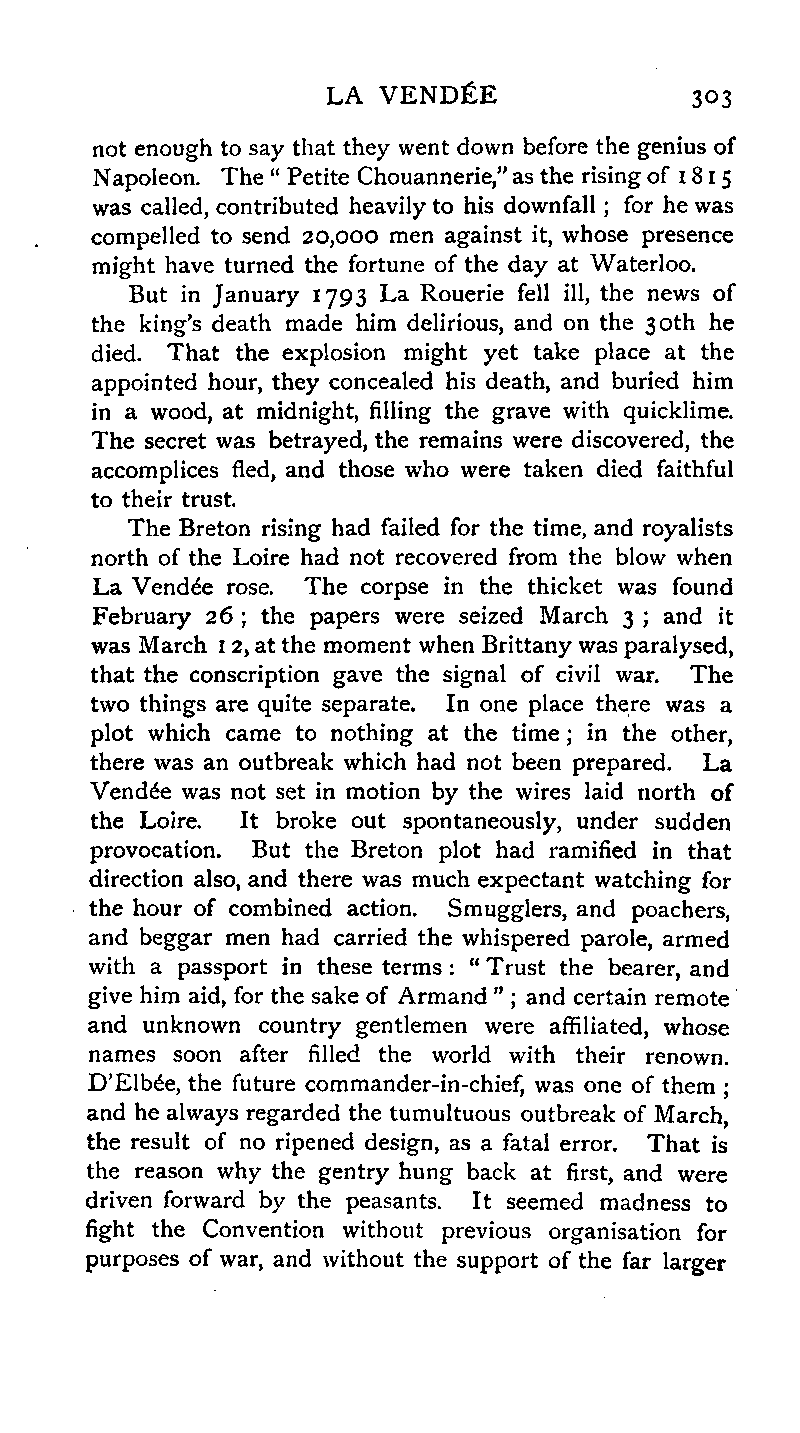 LA VENDÉE 303
not enough to say that they went down before the genius of
Napoleon. The “ Petite Chouannerie,” as the rising of 1815
was called, contributed heavily to his downfall ; for he was
compelled to send 20,000 men against it, whose presence
might have turned the fortune of the day at Waterloo.
But in January 1793 La Rouerie fell ill, the news of
the king’s death made him delirious, and on the 30th he
died. That the explosion might yet take place at the
appointed hour, they concealed his death, and buried him
in a wood, at midnight, filling the grave with quicklime.
The secret was betrayed, the remains were discovered, the
accomplices fled, and those who were taken died faithful
to their trust.
The Breton rising had failed for the time, and royalists
north of the Loire had not recovered from the blow when
La Vendée rose. The corpse in the thicket was found
February 26 ; the papers were seized March 3 ; and it
was March 12, at the moment when Brittany was paralysed,
that the conscription gave the signal of civil war. The
two things are quite separate. In one place there was a
plot which came to nothing at the time ; in the other,
there was an outbreak which had not been prepared. La
Vendée was not set in motion by the wires laid north of
the Loire. It broke out spontaneously, under sudden
provocation. But the Breton plot had ramified in that
direction also, and there was much expectant watching for
the hour of combined action. Smugglers, and poachers,
and beggar men had carried the whispered parole, armed
with a passport in these terms : “ Trust the bearer, and
give him aid, for the sake of Armand ” ; and certain remote
and unknown country gentlemen were affiliated, whose
names soon after filled the world with their renown.
D’Elbée, the future commander-in-chief, was one of them ;
and he always regarded the tumultuous outbreak of March,
the result of no ripened design, as a fatal error. That is
the reason why the gentry hung back at first, and were
driven forward by the peasants. It seemed madness to
fight the Convention without previous organisation for
purposes of war, and without the support of the far larger